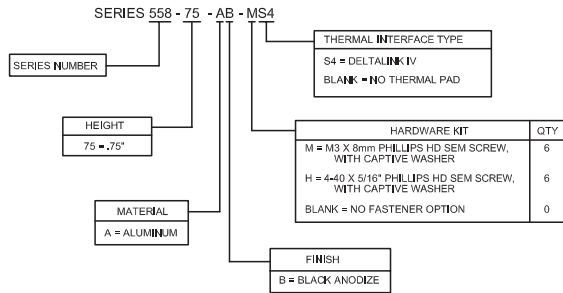 SERIES 558 - 75 - AB - MS4
THERMAL INTERFACE TYPE
S4 = DELTALINK IV
BLANK = NO THERMAL PAD
SERIES NUMBER
HEIGHT
75 = .75"
HARDWARE KIT QTY
M = M3 X 8mm PHILLIPS HD SEM SCREW, 6
WITH CAPTIVE WASHER
H = 4-40 X 5/16" PHILLIPS HD SEM SCREW, 6
WITH CAPTIVE WASHER
BLANK = NO FASTENER OPTION 0
MATERIAL
A = ALUMINUM
FINISH
B = BLACK ANODIZE